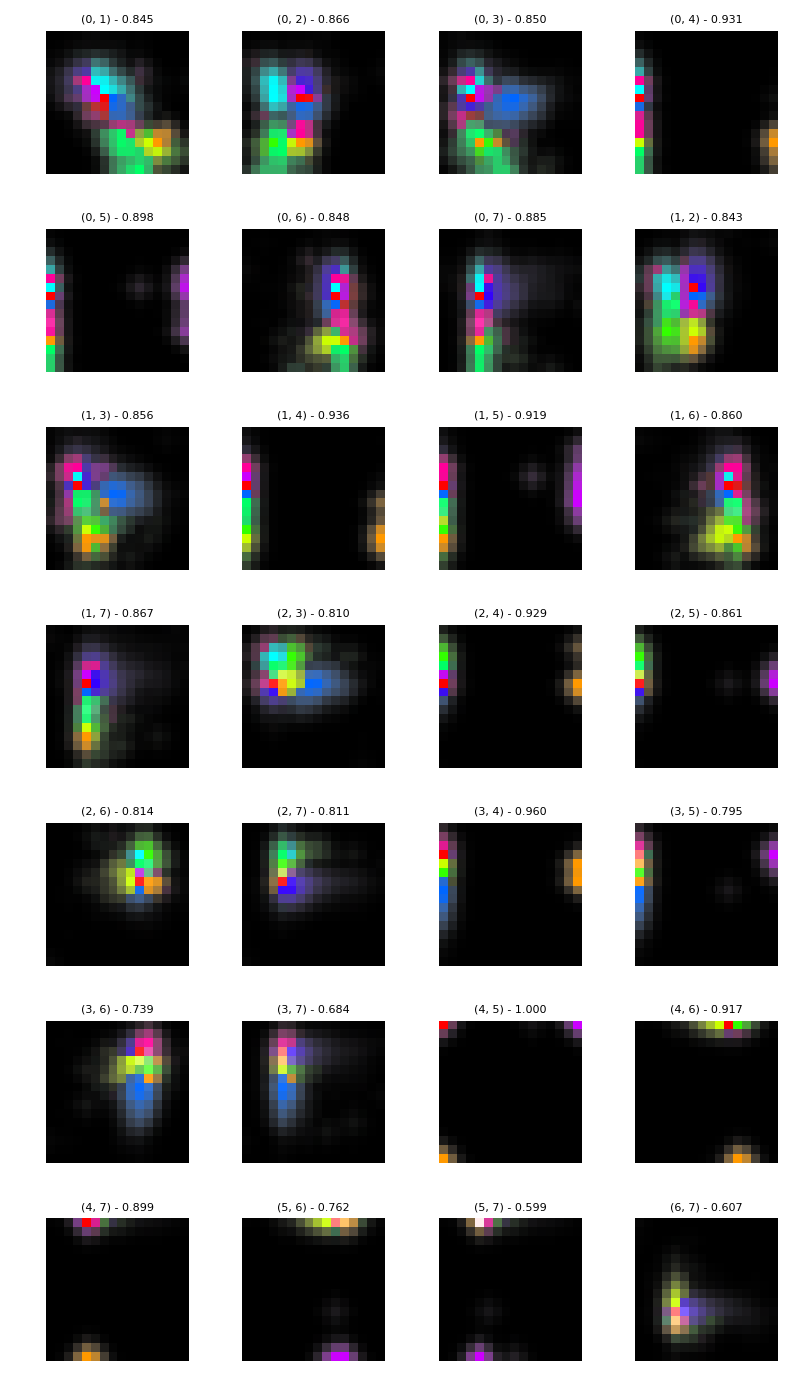 (0, 1) - 0.845
(0, 2) - 0.866
(0, 3) - 0.850
(0, 4) - 0.931
(0, 5) - 0.898
(0, 6) - 0.848
(0, 7) - 0.885
(1, 2) - 0.843
(1, 3) - 0.856
(1, 4) - 0.936
(1, 5) - 0.919
(1, 6) - 0.860
(1, 7) - 0.867
(2, 3) - 0.810
(2, 4) - 0.929
(2, 5) - 0.861
(2, 6) - 0.814
(2, 7) - 0.811
(3, 4) - 0.960
(3, 5) - 0.795
(3, 6) - 0.739
(3, 7) - 0.684
(4, 5) - 1.000
(4, 6) - 0.917
(4, 7) - 0.899
(5, 6) - 0.762
(5, 7) - 0.599
(6, 7) - 0.607